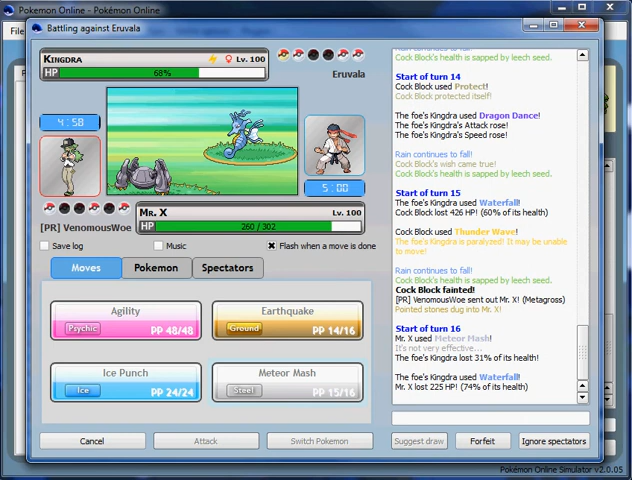 Pokemon Online - Pokémon Online
File
Battling against Eruvala
KINGDRA Lv. 100
HP 68%
Eruvala
4:58
5:00
MR. X Lv. 100
HP 260 / 302
[PR] VenomousWoe
Save log Music Flash when a move is done
Moves Pokemon Spectators
Agility
Psychic PP 48/48
Earthquake
Ground PP 14/16
Ice Punch
Ice PP 24/24
Meteor Mash
Steel PP 15/16
Cancel Attack Switch Pokemon
Rain continues to fall!
Cock Block's health is sapped by leech seed.
Start of turn 14
Cock Block used Protect!
Cock Block protected itself!
The foe's Kingdra used Dragon Dance!
The foe's Kingdra's Attack rose!
The foe's Kingdra's Speed rose!
Rain continues to fall!
Cock Block's wish came true!
Start of turn 15
The foe's Kingdra used Waterfall!
Cock Block lost 426 HP! (60% of its health)
Cock Block used Thunder Wave!
The foe's Kingdra is paralyzed! It may be unable to move!
Rain continues to fall!
Cock Block's health is sapped by leech seed.
Cock Block fainted!
[PR] VenomousWoe sent out Mr. X! (Metagross)
Pointed stones dug into Mr. X!
Start of turn 16
Mr. X used Meteor Mash!
It's not very effective...
The foe's Kingdra lost 31% of its health!
The foe's Kingdra used Waterfall!
Mr. X lost 225 HP! (74% of its health)
Suggest draw Forfeit Ignore spectators
Pokémon Online Simulator v2.0.05